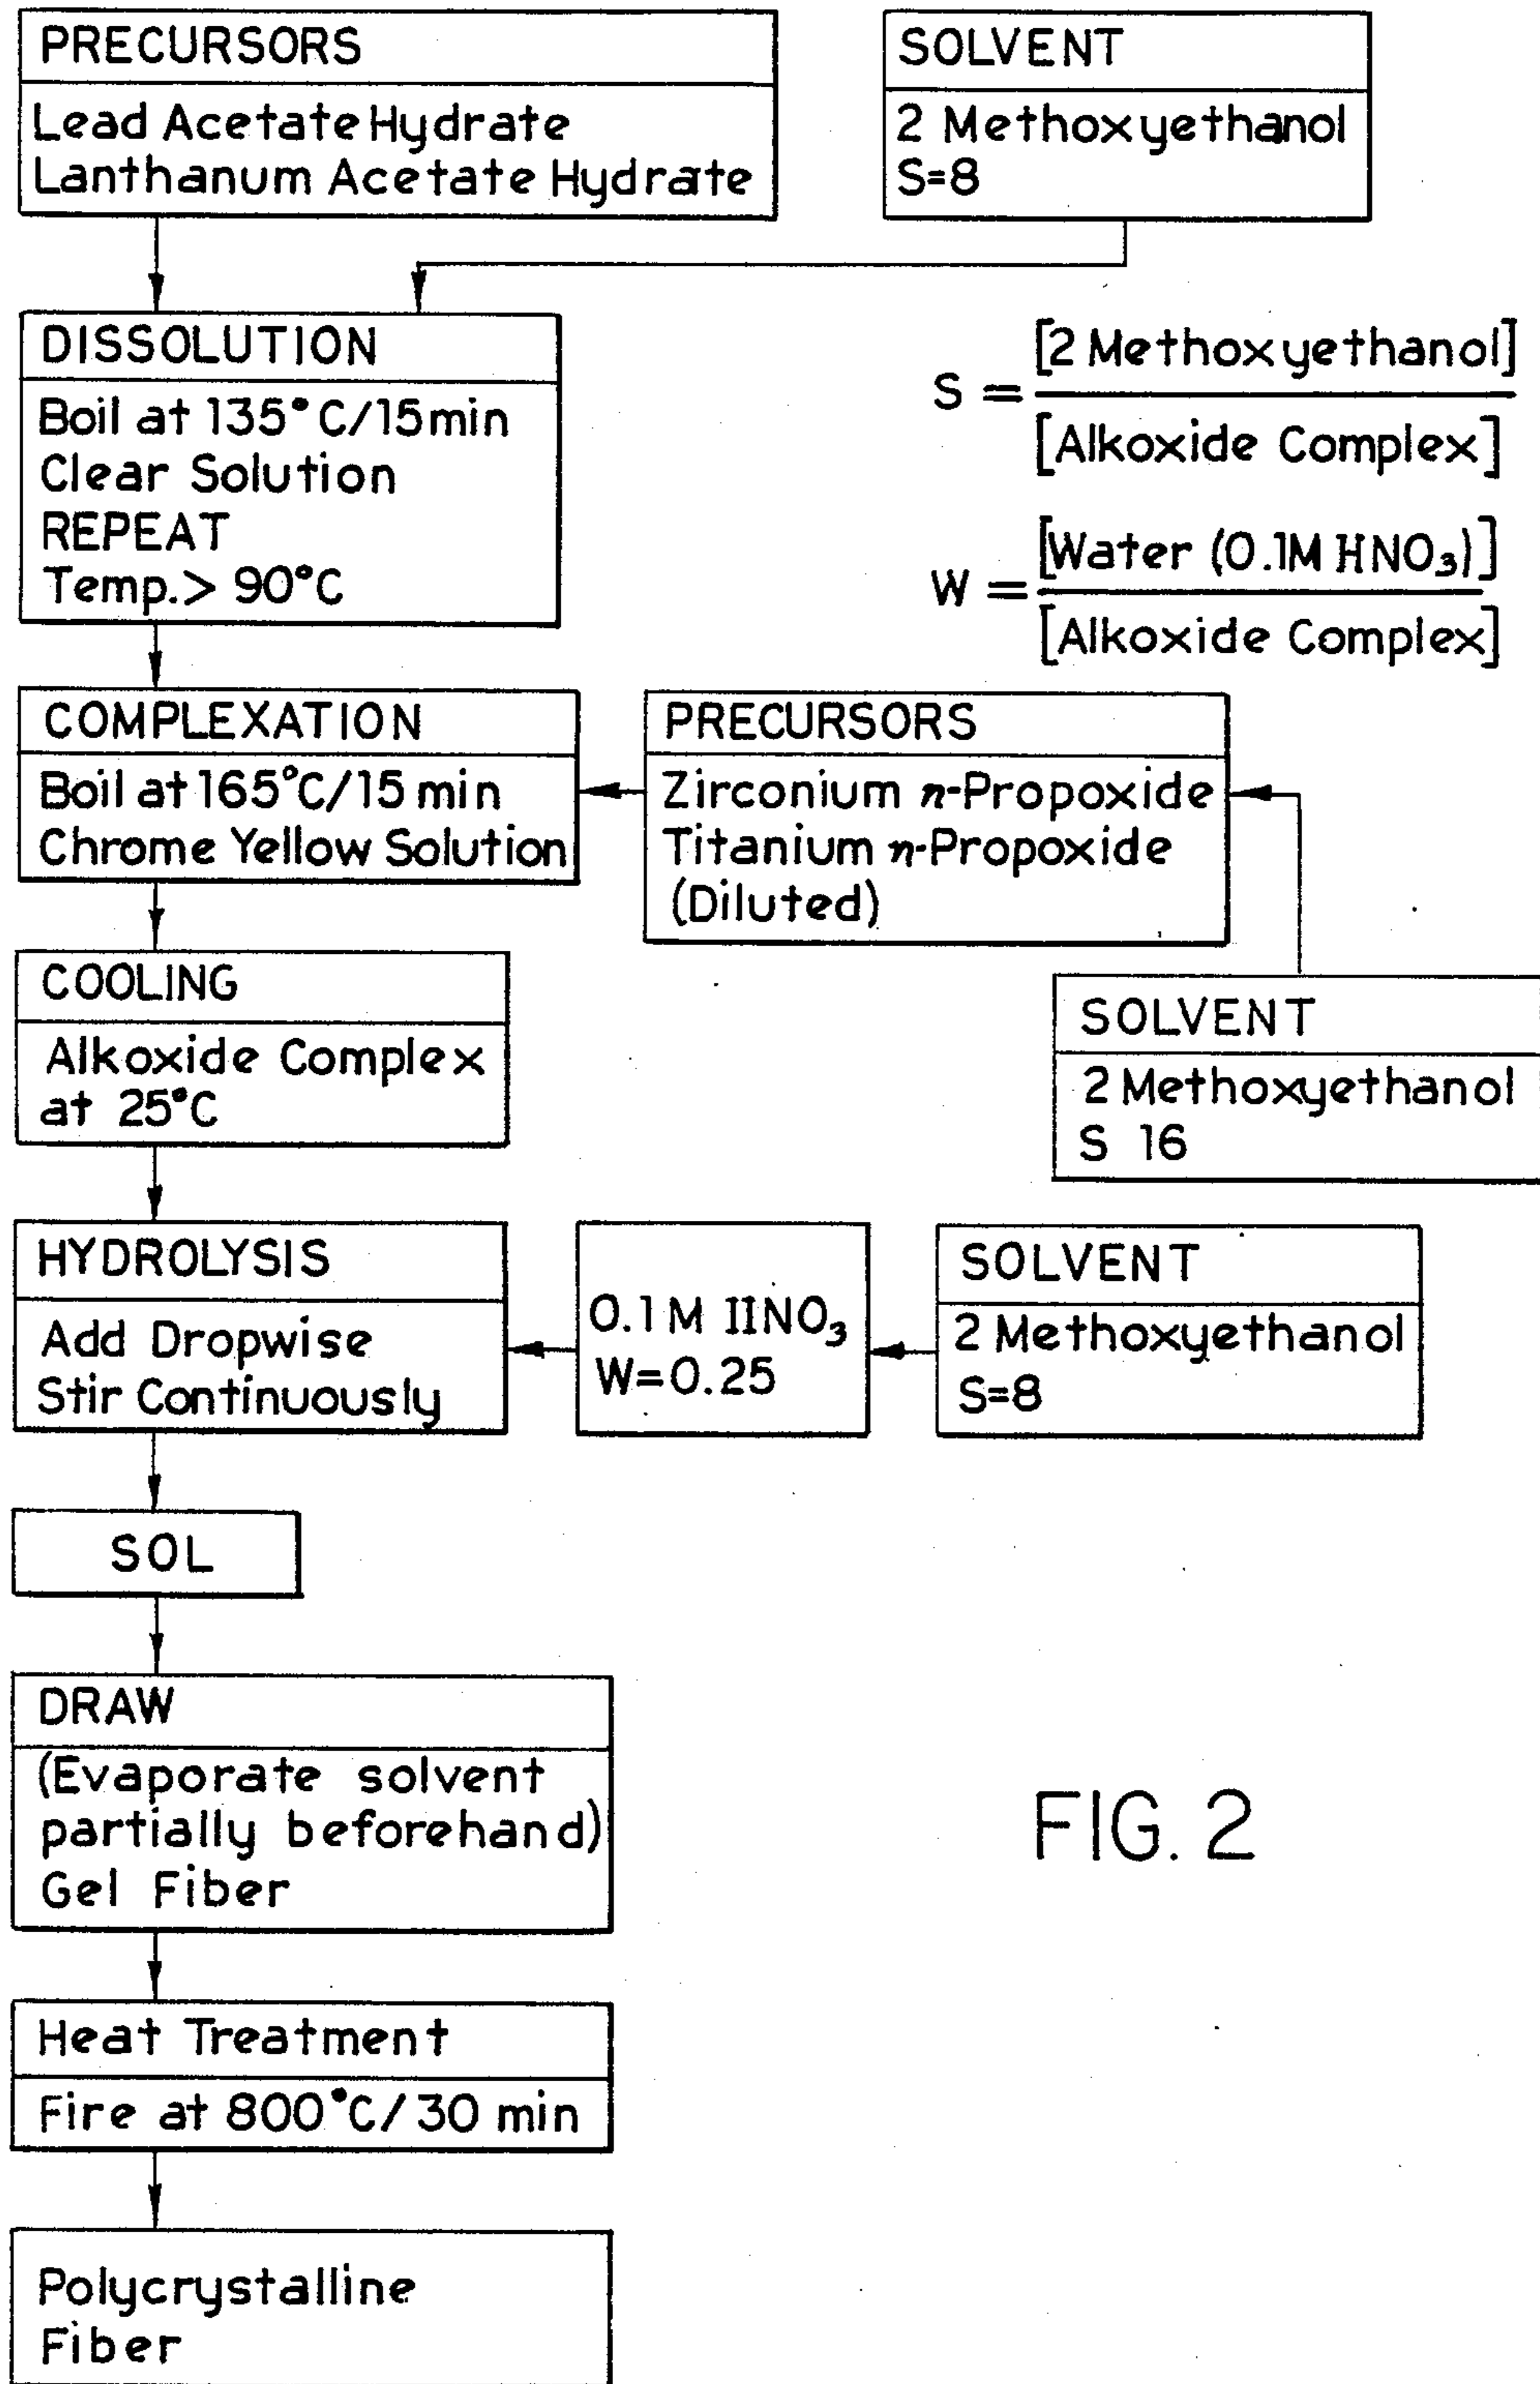 PRECURSORS
Lead Acetate Hydrate
Lanthanum Acetate Hydrate
SOLVENT
2 Methoxyethanol
S=8
DISSOLUTION
Boil at 135°C/15min
Clear Solution
REPEAT
Temp.> 90°C
S = [2 Methoxyethanol]
[Alkoxide Complex]
W = [Water (0.1M HNO₃)]
[Alkoxide Complex]
COMPLEXATION
Boil at 165°C/15 min
Chrome Yellow Solution
PRECURSORS
Zirconium n-Propoxide
Titanium n-Propoxide
(Diluted)
COOLING
Alkoxide Complex
at 25°C
SOLVENT
2 Methoxyethanol
S 16
HYDROLYSIS
Add Dropwise
Stir Continuously
0.1M IINO₃
W=0.25
SOLVENT
2 Methoxyethanol
S=8
SOL
DRAW
(Evaporate solvent
partially beforehand)
Gel Fiber
FIG. 2
Heat Treatment
Fire at 800°C/30 min
Polycrystalline
Fiber